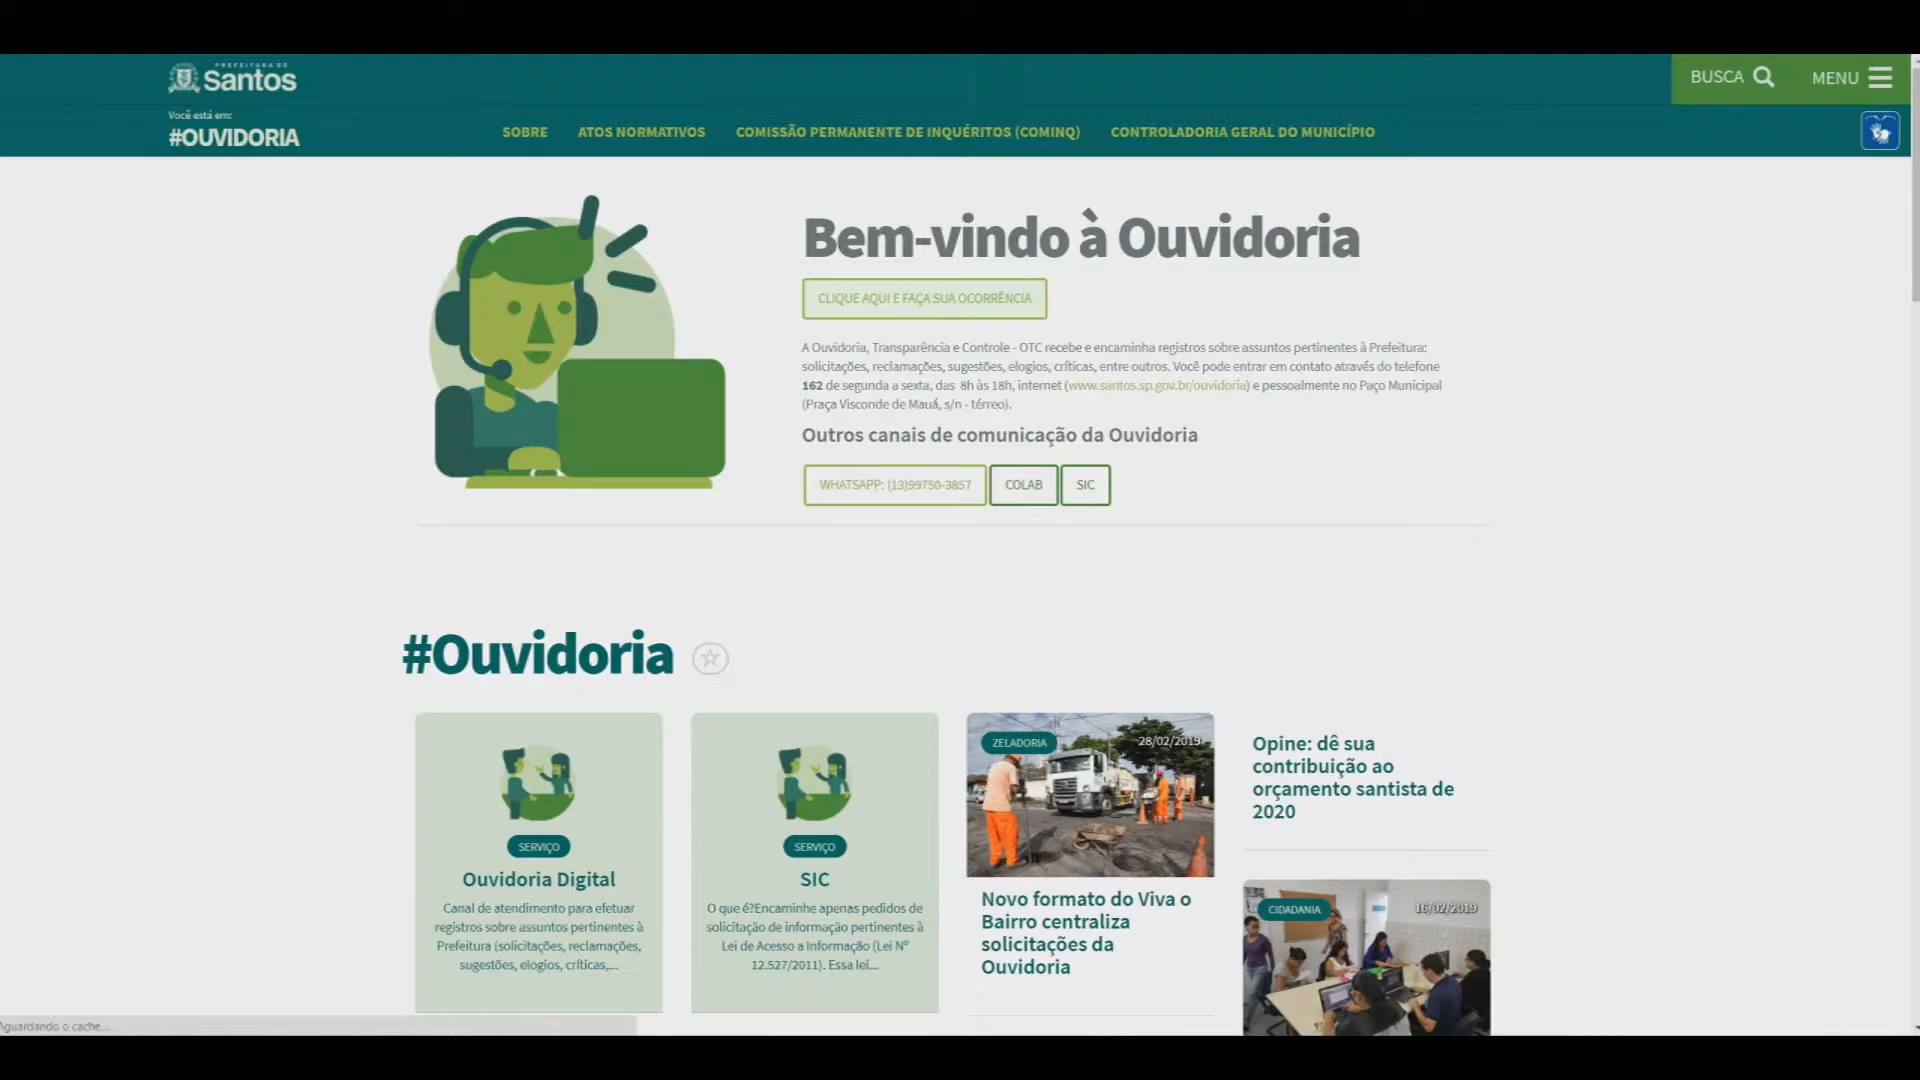 PREFEITURA DE
Santos
BUSCA
MENU
Você está em:
#OUVIDORIA
SOBRE
ATOS NORMATIVOS
COMISSÃO PERMANENTE DE INQUÉRITOS (COMINQ)
CONTROLADORIA GERAL DO MUNICÍPIO
Bem-vindo à Ouvidoria
CLIQUE AQUI E FAÇA SUA OCORRÊNCIA
A Ouvidoria, Transparência e Controle - OTC recebe e encaminha registros sobre assuntos pertinentes à Prefeitura:
solicitações, reclamações, sugestões, elogios, críticas, entre outros. Você pode entrar em contato através do telefone
162 de segunda a sexta, das 8h às 18h, internet (www.santos.sp.gov.br/ouvidoria) e pessoalmente no Paço Municipal
(Praça Visconde de Mauá, s/n - térreo).
Outros canais de comunicação da Ouvidoria
WHATSAPP: (13)99750-3857
COLAB
SIC
#Ouvidoria
SERVIÇO
Ouvidoria Digital
Canal de atendimento para efetuar
registros sobre assuntos pertinentes à
Prefeitura (solicitações, reclamações,
sugestões, elogios, críticas,...
SERVIÇO
SIC
O que é?Encaminhe apenas pedidos de
solicitação de informação pertinentes à
Lei de Acesso a Informação (Lei Nº
12.527/2011). Essa lei...
ZELADORIA
28/02/2019
Novo formato do Viva o
Bairro centraliza
solicitações da
Ouvidoria
Opine: dê sua
contribuição ao
orçamento santista de
2020
CIDADANIA
16/02/2019
Aguardando o cache...